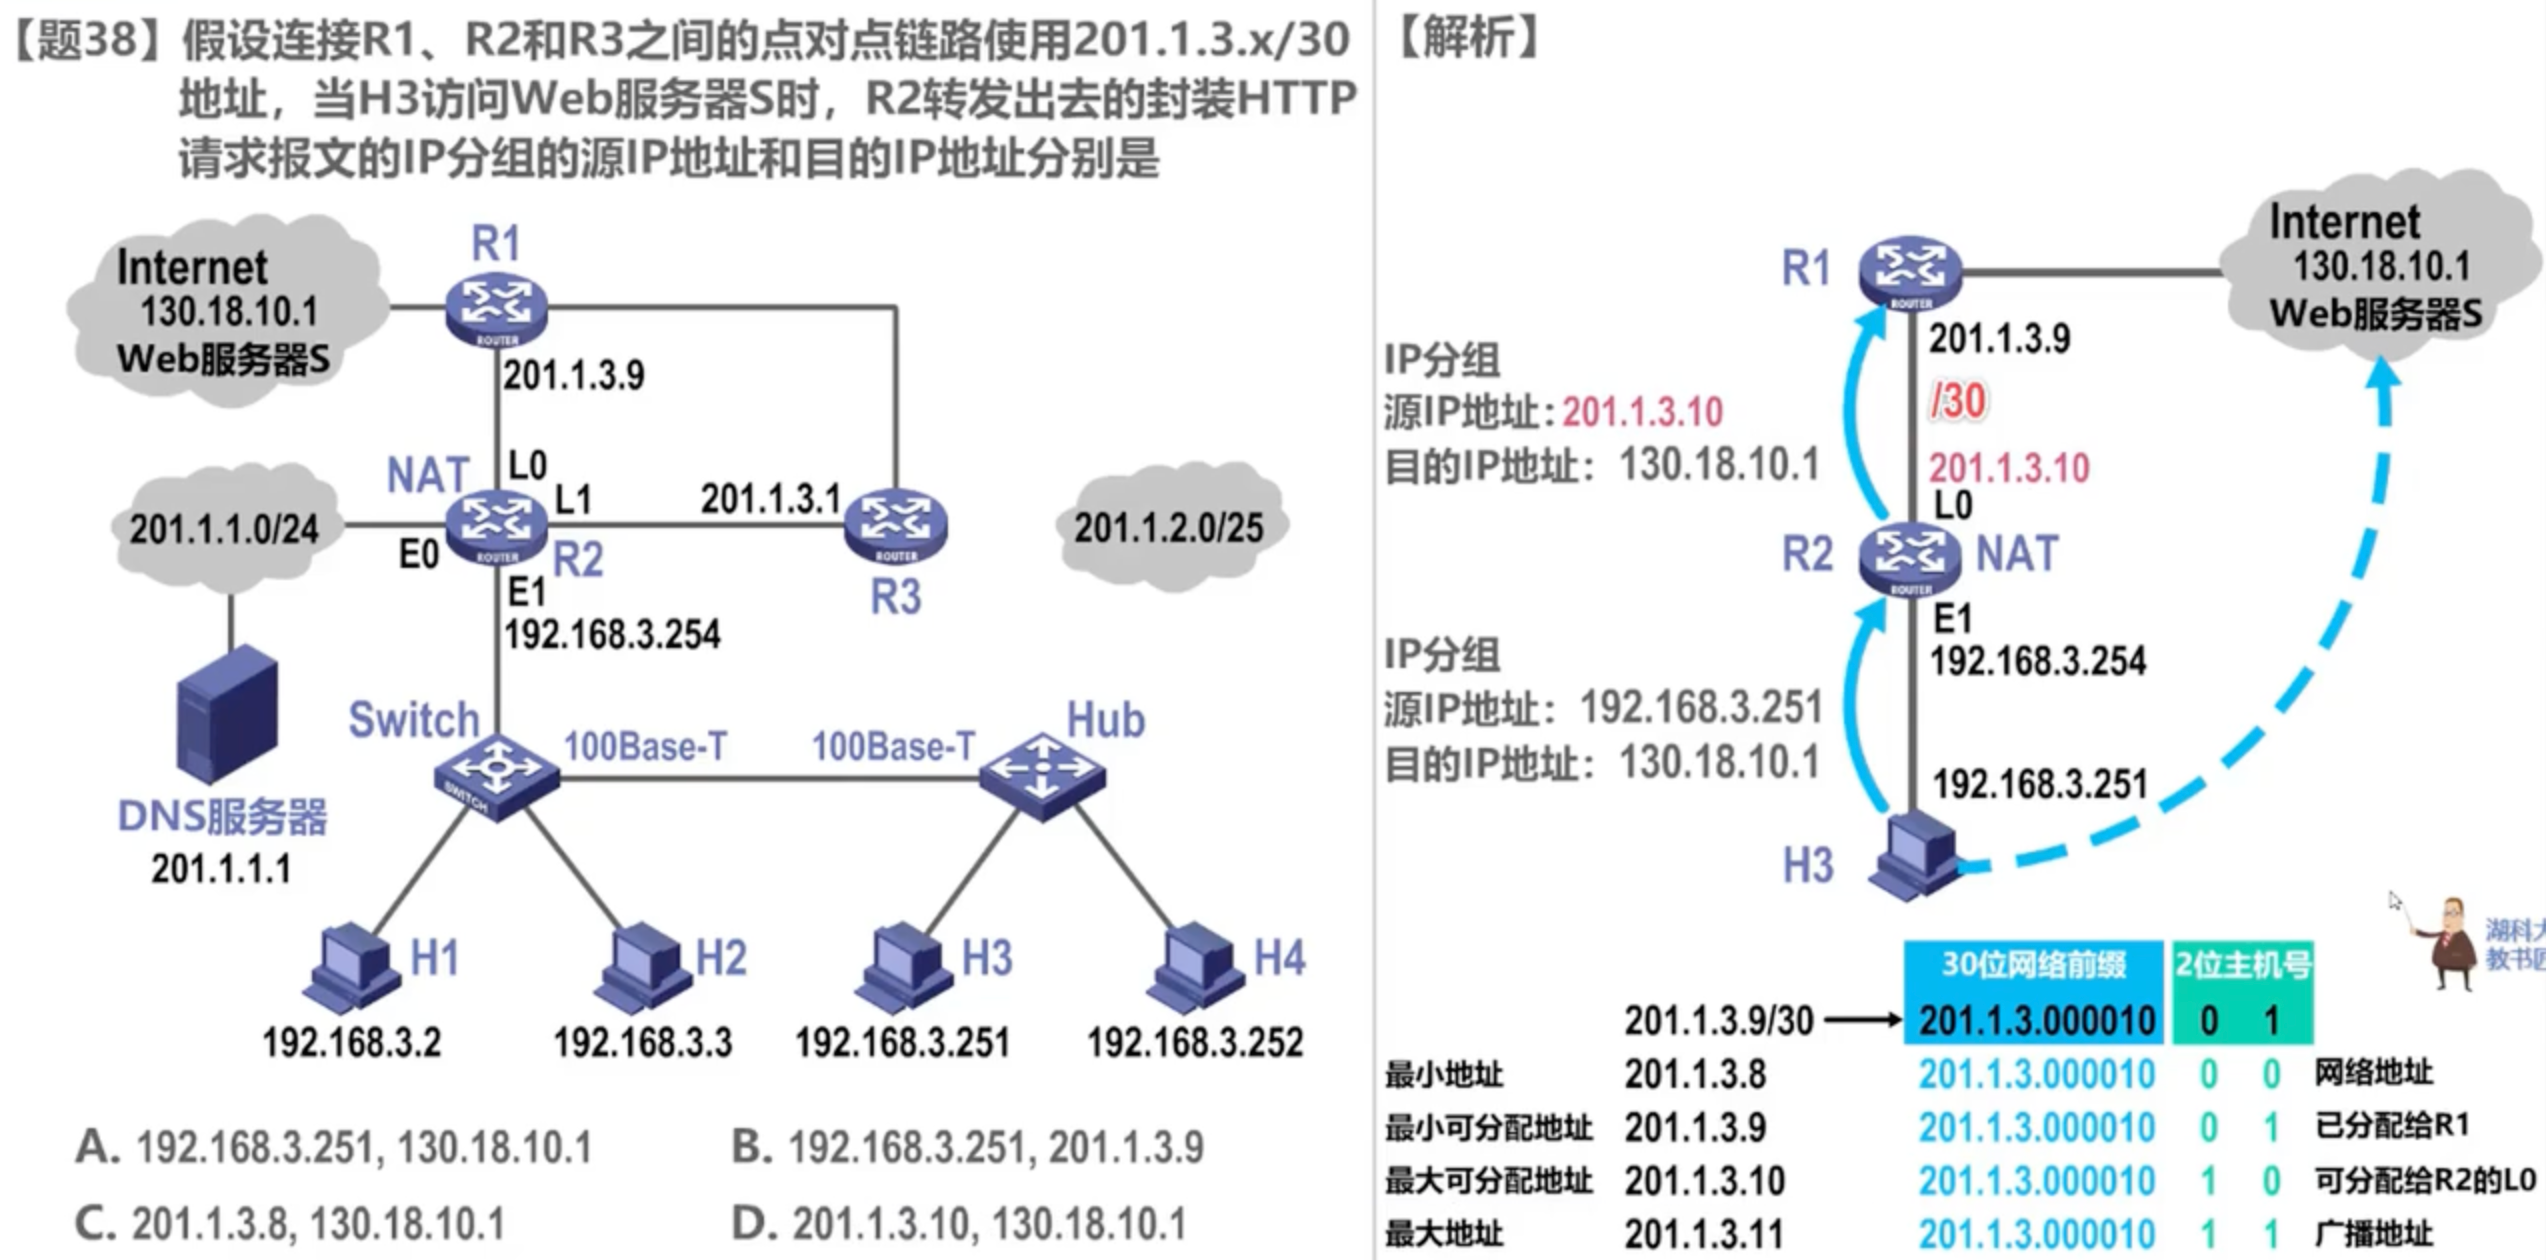 【题38】假设连接R1、R2和R3之间的点对点链路使用201.1.3.x/30
地址，当H3访问Web服务器S时，R2转发出去的封装HTTP
请求报文的IP分组的源IP地址和目的IP地址分别是
R1
Internet
130.18.10.1
Web服务器S
ROUTER
201.1.3.9
NAT
L0
L1
201.1.3.1
201.1.1.0/24
E0
ROUTER
R2
ROUTER
R3
201.1.2.0/25
E1
192.168.3.254
Switch
100Base-T
100Base-T
Hub
SWITCH
DNS服务器
201.1.1.1
H1
H2
H3
H4
192.168.3.2
192.168.3.3
192.168.3.251
192.168.3.252
A. 192.168.3.251, 130.18.10.1
B. 192.168.3.251, 201.1.3.9
C. 201.1.3.8, 130.18.10.1
D. 201.1.3.10, 130.18.10.1
【解析】
Internet
130.18.10.1
Web服务器S
R1
ROUTER
201.1.3.9
/30
IP分组
源IP地址：201.1.3.10
目的IP地址：130.18.10.1
201.1.3.10
L0
R2
NAT
ROUTER
E1
192.168.3.254
IP分组
源IP地址：192.168.3.251
目的IP地址：130.18.10.1
192.168.3.251
H3
湖科大
教书匠
30位网络前缀 2位主机号
201.1.3.9/30 201.1.3.000010 0 1
最小地址 201.1.3.8 201.1.3.000010 0 0 网络地址
最小可分配地址 201.1.3.9 201.1.3.000010 0 1 已分配给R1
最大可分配地址 201.1.3.10 201.1.3.000010 1 0 可分配给R2的L0
最大地址 201.1.3.11 201.1.3.000010 1 1 广播地址